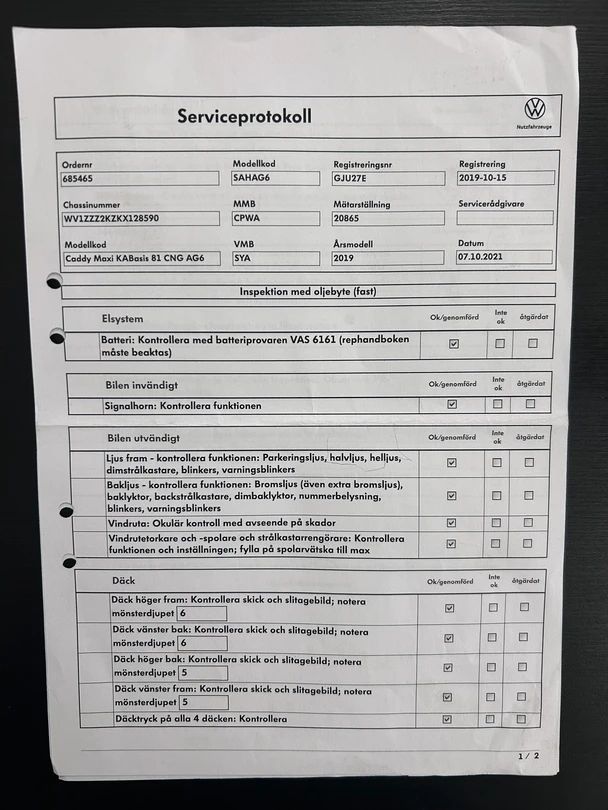 Serviceprotokoll
Nutzfahrzeuge
Ordernr Modellkod Registreringsnr Registrering
685465 SAHAG6 GJU27E 2019-10-15
Chassinummer MMB Mätarställning Servicerådgivare
WV1ZZZ2KZKX128590 CPWA 20865
Modellkod VMB Årsmodell Datum
Caddy Maxi KABasis 81 CNG AG6 SYA 2019 07.10.2021
Inspektion med oljebyte (fast)
Elsystem Ok/genomförd Inte ok åtgärdat
Batteri: Kontrollera med batteriprovaren VAS 6161 (rephandboken
måste beaktas)
Bilen invändigt Ok/genomförd Inte ok åtgärdat
Signalhorn: Kontrollera funktionen
Bilen utvändigt Ok/genomförd Inte ok åtgärdat
Ljus fram - kontrollera funktionen: Parkeringsljus, halvljus, helljus,
dimstrålkastare, blinkers, varningsblinkers
Bakljus - kontrollera funktionen: Bromsljus (även extra bromsljus),
baklyktor, backstrålkastare, dimbaklyktor, nummerbelysning,
blinkers, varningsblinkers
Vindruta: Okulär kontroll med avseende på skador
Vindrutetorkare och -spolare och strålkastarrengörare: Kontrollera
funktionen och inställningen; fylla på spolarvätska till max
Däck Ok/genomförd Inte ok åtgärdat
Däck höger fram: Kontrollera skick och slitagebild; notera
mönsterdjupet 6
Däck vänster bak: Kontrollera skick och slitagebild; notera
mönsterdjupet 6
Däck höger bak: Kontrollera skick och slitagebild; notera
mönsterdjupet 5
Däck vänster fram: Kontrollera skick och slitagebild; notera
mönsterdjupet 5
Däcktryck på alla 4 däcken: Kontrollera
1 / 2